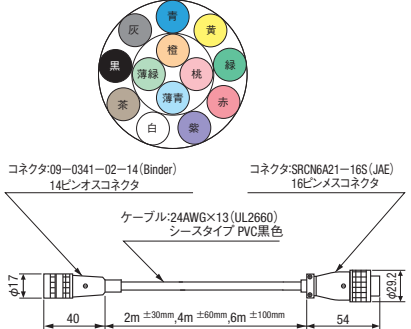 青
灰
黄
橙
黒
薄緑
桃
緑
茶
薄青
赤
白
紫
コネクタ:09－0341－02－14(Binder)
14ピンオスコネクタ
コネクタ:SRCN6A21－16S(JAE)
16ピンメスコネクタ
ケーブル:24AWG×13(UL2660)
シースタイプ PVC黒色
φ17
φ29.2
40
2m ±30mm,4m ±60mm,6m ±100mm
54